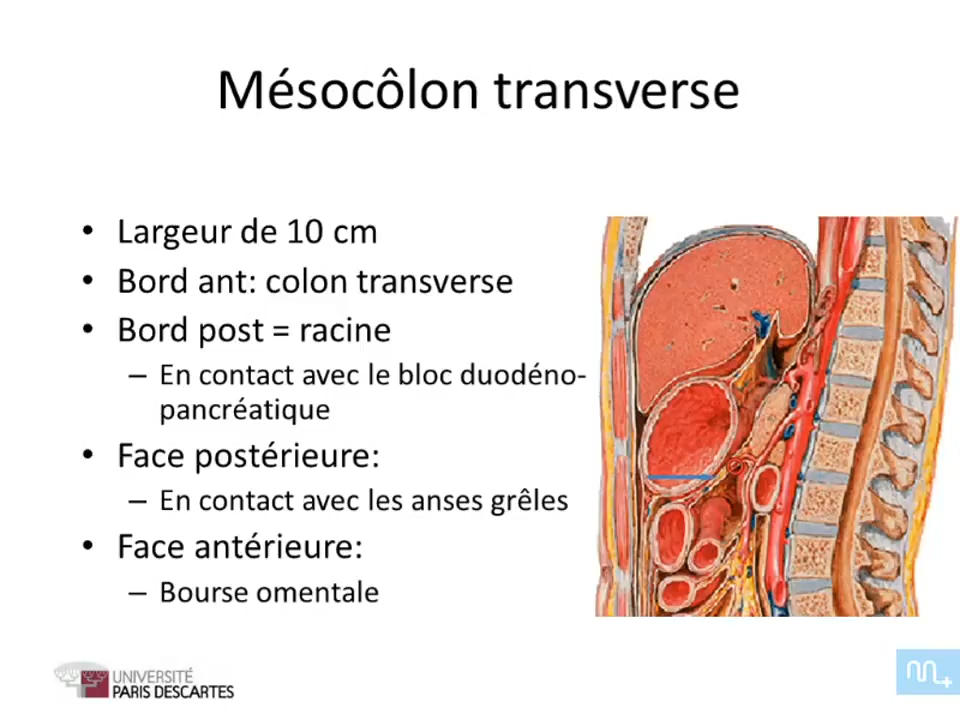 Mésocôlon transverse
• Largeur de 10 cm
• Bord ant: colon transverse
• Bord post = racine
– En contact avec le bloc duodéno-
pancréatique
• Face postérieure:
– En contact avec les anses grêles
• Face antérieure:
– Bourse omentale
UNIVERSITÉ
PARIS DESCARTES